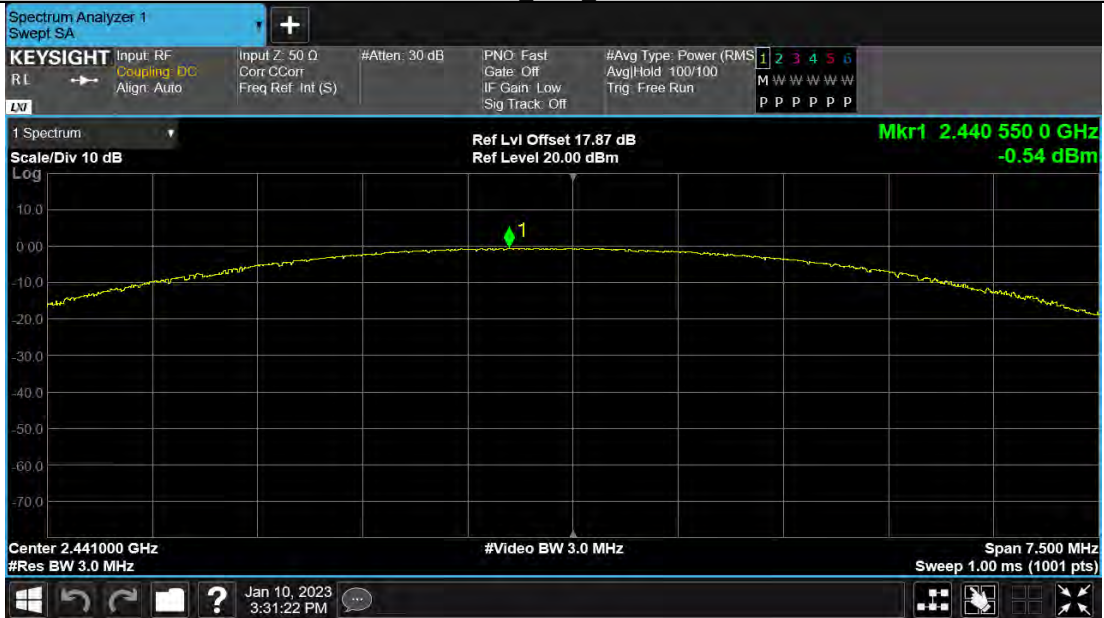 Spectrum Analyzer 1
Swept SA
KEYSIGHT
RL
LXI
Input: RF
Coupling: DC
Align: Auto
Input Z: 50 Ω
Corr CCorr
Freq Ref: Int (S)
#Atten: 30 dB
PNO: Fast
Gate: Off
IF Gain: Low
Sig Track: Off
#Avg Type: Power (RMS
Avg|Hold: 100/100
Trig: Free Run
1 2 3 4 5 6
M W W W W W
P P P P P P
1 Spectrum
Scale/Div 10 dB
Log
Ref Lvl Offset 17.87 dB
Ref Level 20.00 dBm
Mkr1 2.440 550 0 GHz
-0.54 dBm
10.0
0.00
-10.0
-20.0
-30.0
-40.0
-50.0
-60.0
-70.0
1
Center 2.441000 GHz
#Res BW 3.0 MHz
#Video BW 3.0 MHz
Span 7.500 MHz
Sweep 1.00 ms (1001 pts)
?
Jan 10, 2023
3:31:22 PM